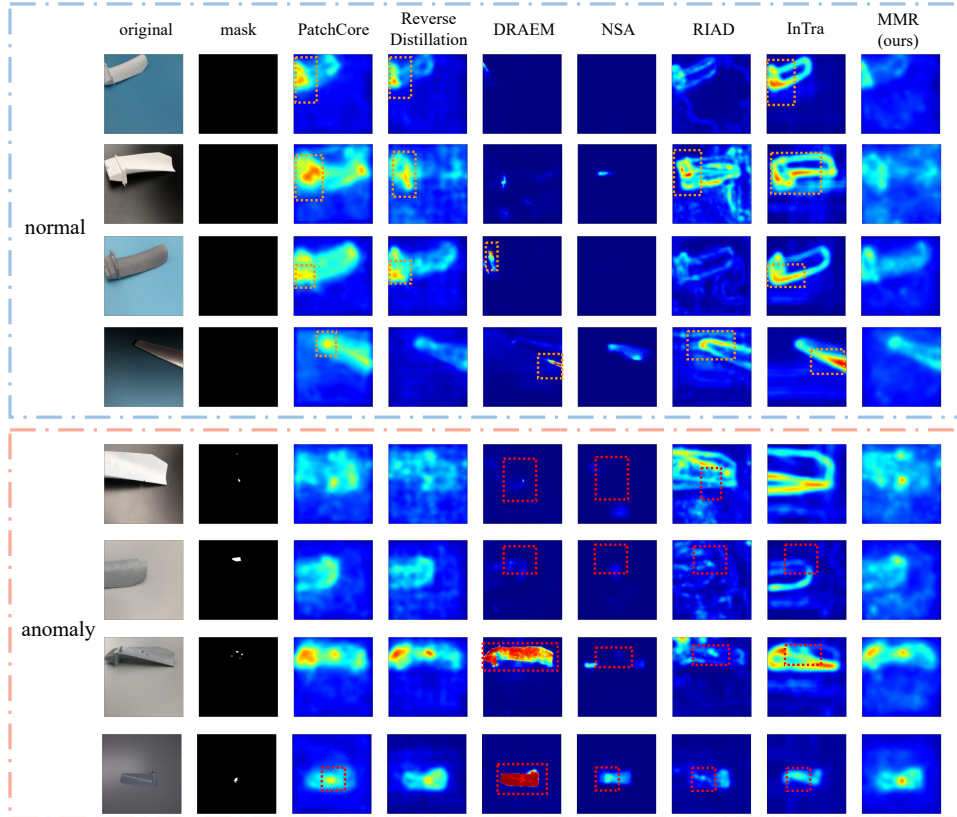 original mask PatchCore Reverse Distillation DRAEM NSA RIAD InTra MMR (ours)
normal
anomaly